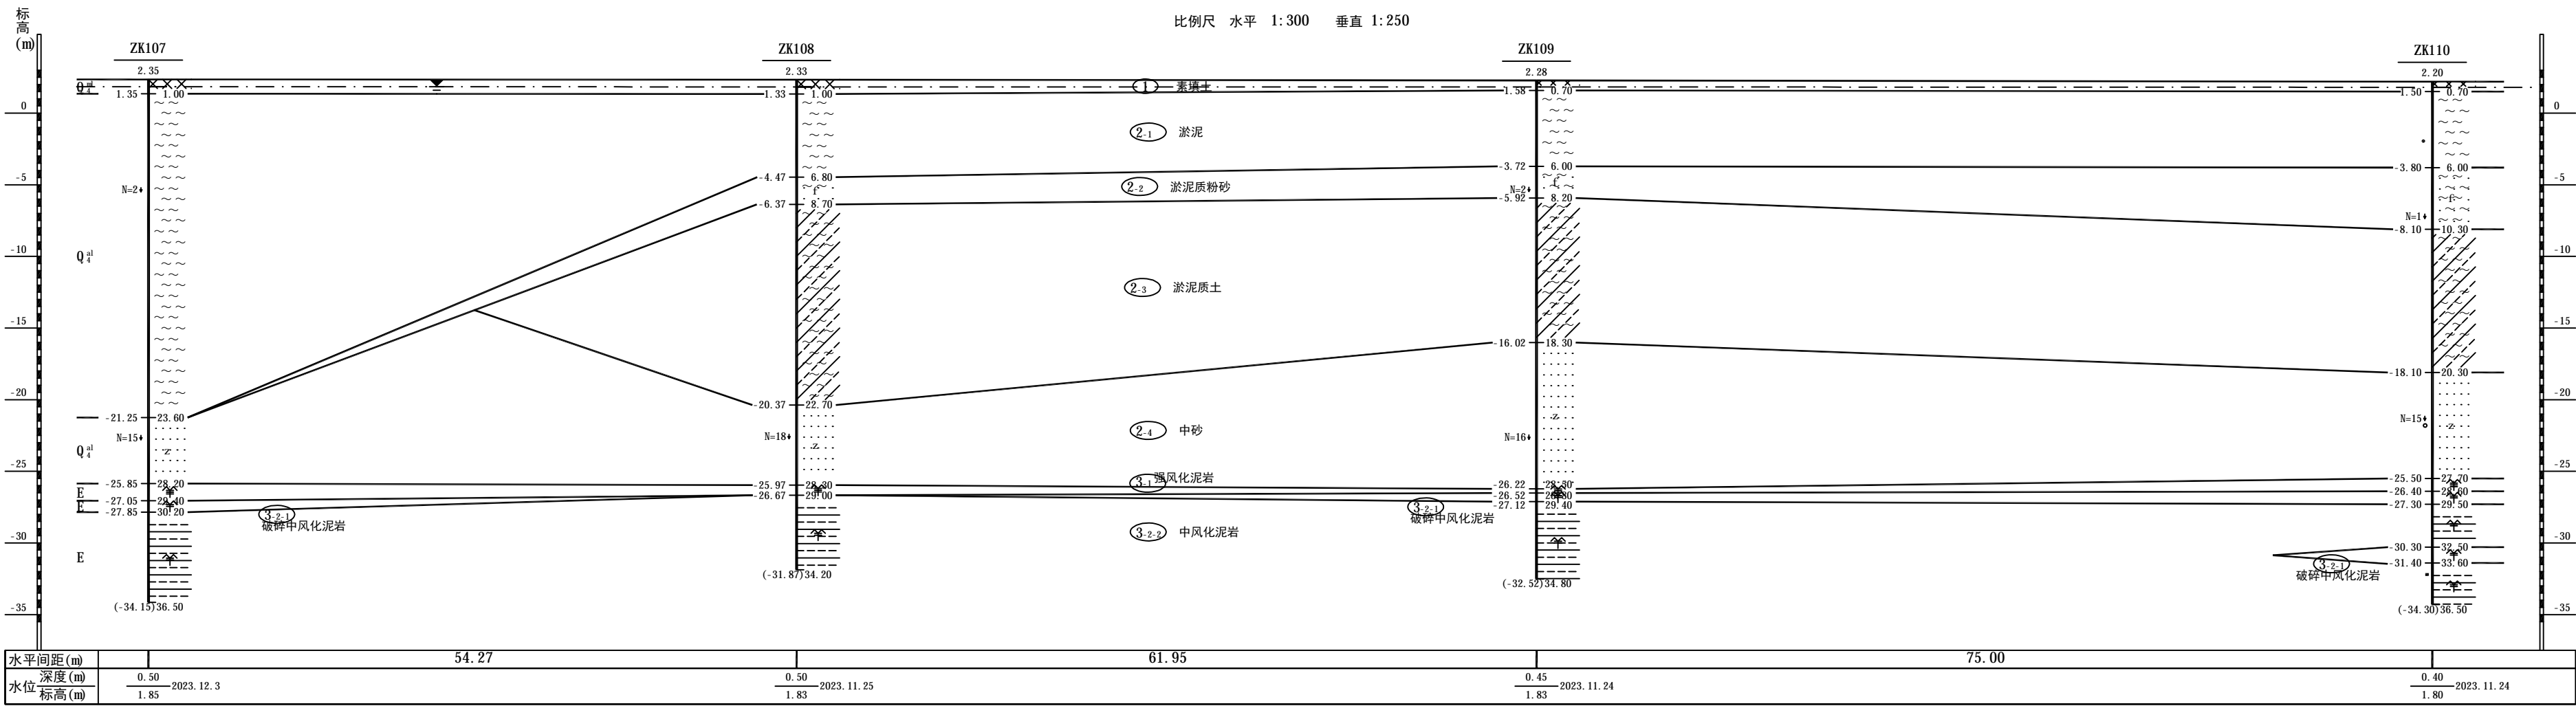 标高(m)
比例尺 水平 1:300 垂直 1:250
ZK107
2.35
ZK108
2.33
ZK109
2.28
ZK110
2.20
0
-5
-10
-15
-20
-25
-30
-35
Q4 ml
Q4 al
Q4 al
E
E
E
1.35 1.00
N=2
-21.25 23.60
N=15
z
-25.85 28.20
-27.05 29.40
-27.85 30.20
(-34.15)36.50
1.33 1.00
-4.47 6.80
f
-6.37 8.70
-20.37 22.70
N=18
z
-25.97 28.30
-26.67 29.00
(-31.87)34.20
1 素填土
2-1 淤泥
2-2 淤泥质粉砂
2-3 淤泥质土
2-4 中砂
3-1 强风化泥岩
3-2-2 中风化泥岩
3-2-1
破碎中风化泥岩
3-2-1
破碎中风化泥岩
3-2-1
破碎中风化泥岩
1.58 0.70
-3.72 6.00
N=2
f
-5.92 8.20
-16.02 18.30
z
N=16
-26.22
-26.52
-27.12 29.40
(-32.52)34.80
1.50 0.70
-3.80 6.00
f
N=1
-8.10 10.30
-18.10 20.30
N=15
z
-25.50 27.70
-26.40 28.60
-27.30 29.50
-30.30 32.50
-31.40 33.60
(-34.30)36.50
0
-5
-10
-15
-20
-25
-30
-35
水平间距(m) 54.27 61.95 75.00
水位 深度(m) 标高(m)
0.50
1.85
2023.12.3
0.50
1.83
2023.11.25
0.45
1.83
2023.11.24
0.40
1.80
2023.11.24